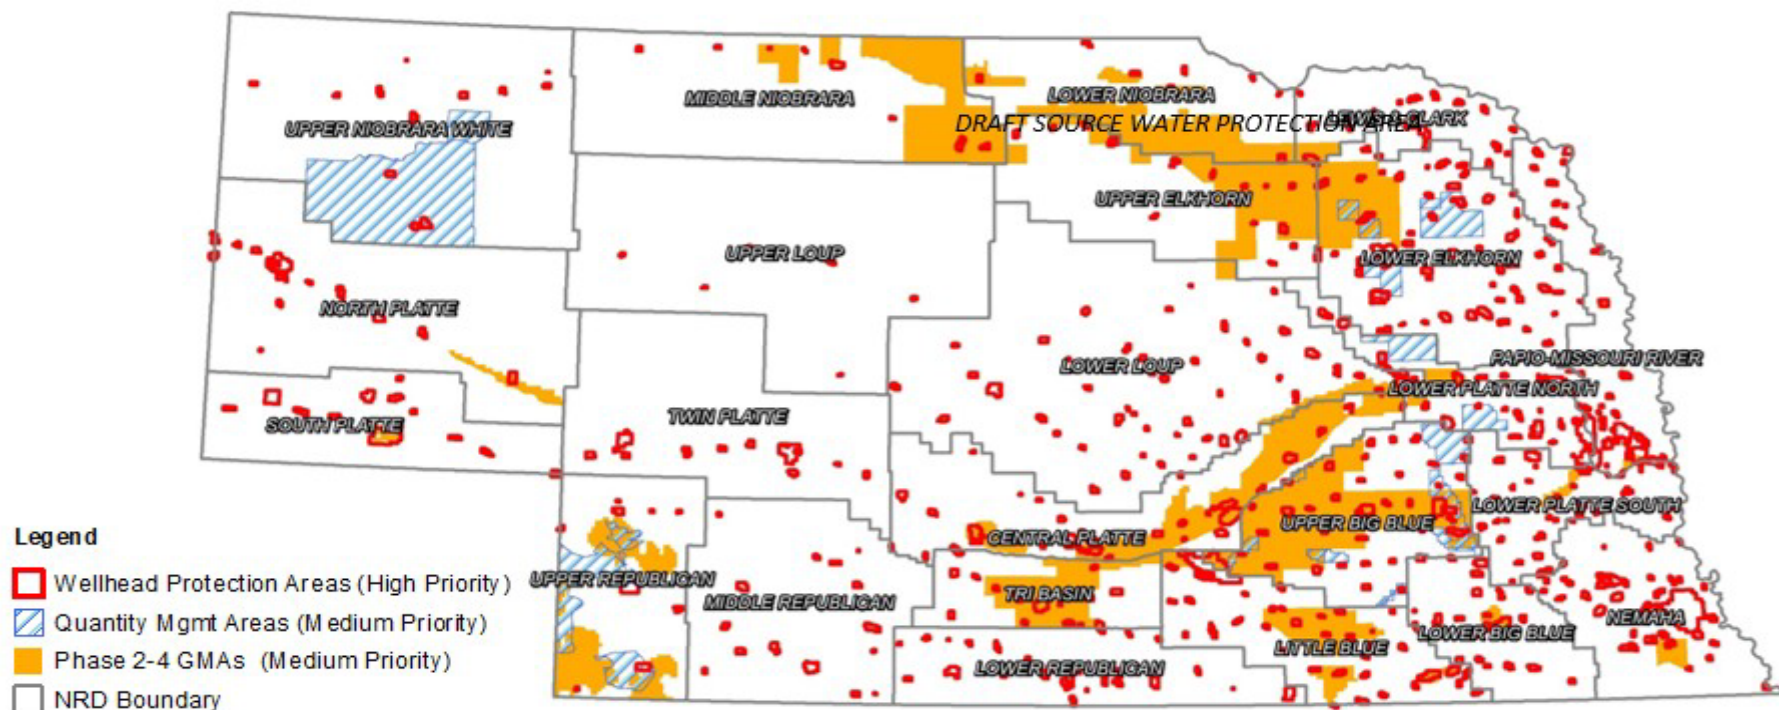 UPPER NIOBRARA WHITE
MIDDLE NIOBRARA
LOWER NIOBRARA
DRAFT SOURCE WATER PROTECTION AREA
LEWIS & CLARK
UPPER ELKHORN
UPPER LOUP
LOWER ELKHORN
NORTH PLATTE
LOWER LOUP
PAPIO-MISSOURI RIVER
LOWER PLATTE NORTH
TWIN PLATTE
SOUTH PLATTE
LOWER PLATTE SOUTH
UPPER BIG BLUE
CENTRAL PLATTE
UPPER REPUBLICAN
TRI BASIN
MIDDLE REPUBLICAN
NEMAHA
LOWER BIG BLUE
LITTLE BLUE
LOWER REPUBLICAN
Legend
Wellhead Protection Areas (High Priority)
Quantity Mgmt Areas (Medium Priority)
Phase 2-4 GMAs (Medium Priority)
NRD Boundary